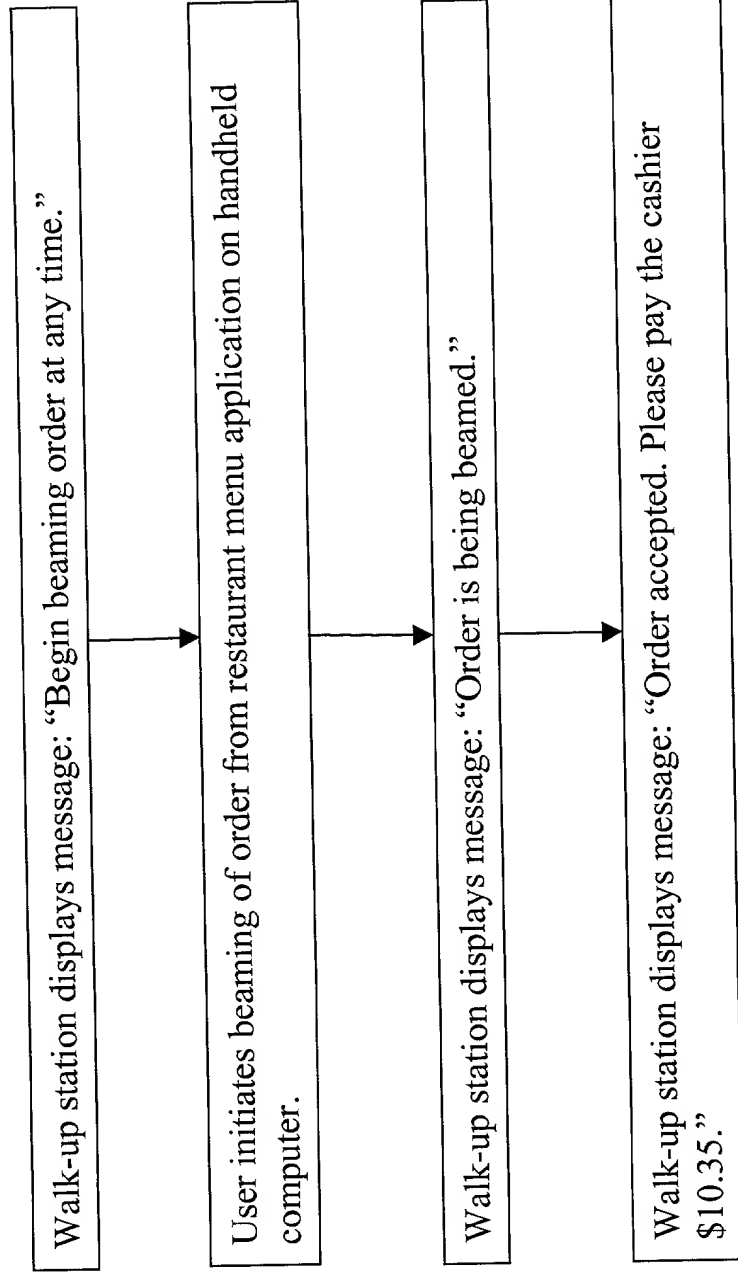 Walk-up station displays message: “Begin beaming order at any time.”
User initiates beaming of order from restaurant menu application on handheld
computer.
Walk-up station displays message: “Order is being beamed.”
Walk-up station displays message: “Order accepted. Please pay the cashier
$10.35.”